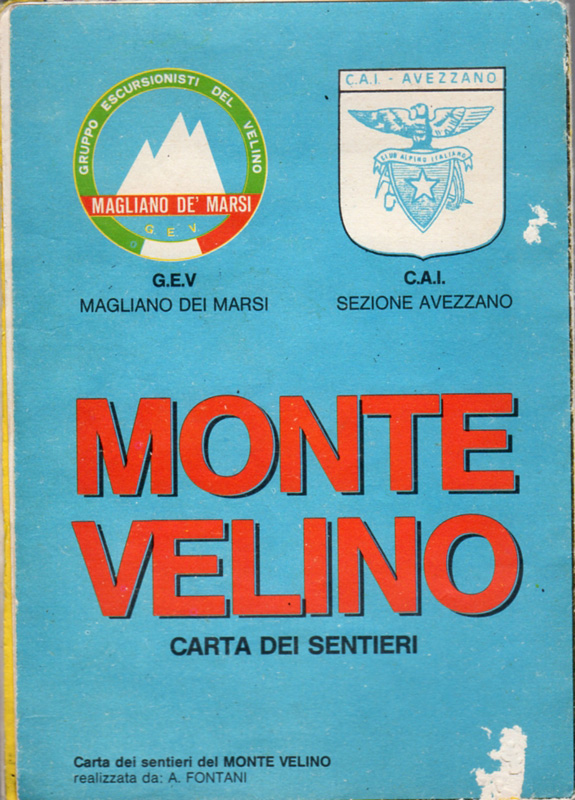 GRUPPO ESCURSIONISTI DEL VELINO
MAGLIANO DE' MARSI
G. E. V.
C.A.I. - AVEZZANO
CLUB ALPINO ITALIANO
G.E.V
MAGLIANO DEI MARSI
C.A.I.
SEZIONE AVEZZANO
MONTE
VELINO
CARTA DEI SENTIERI
Carta dei sentieri del MONTE VELINO
realizzata da: A. FONTANI